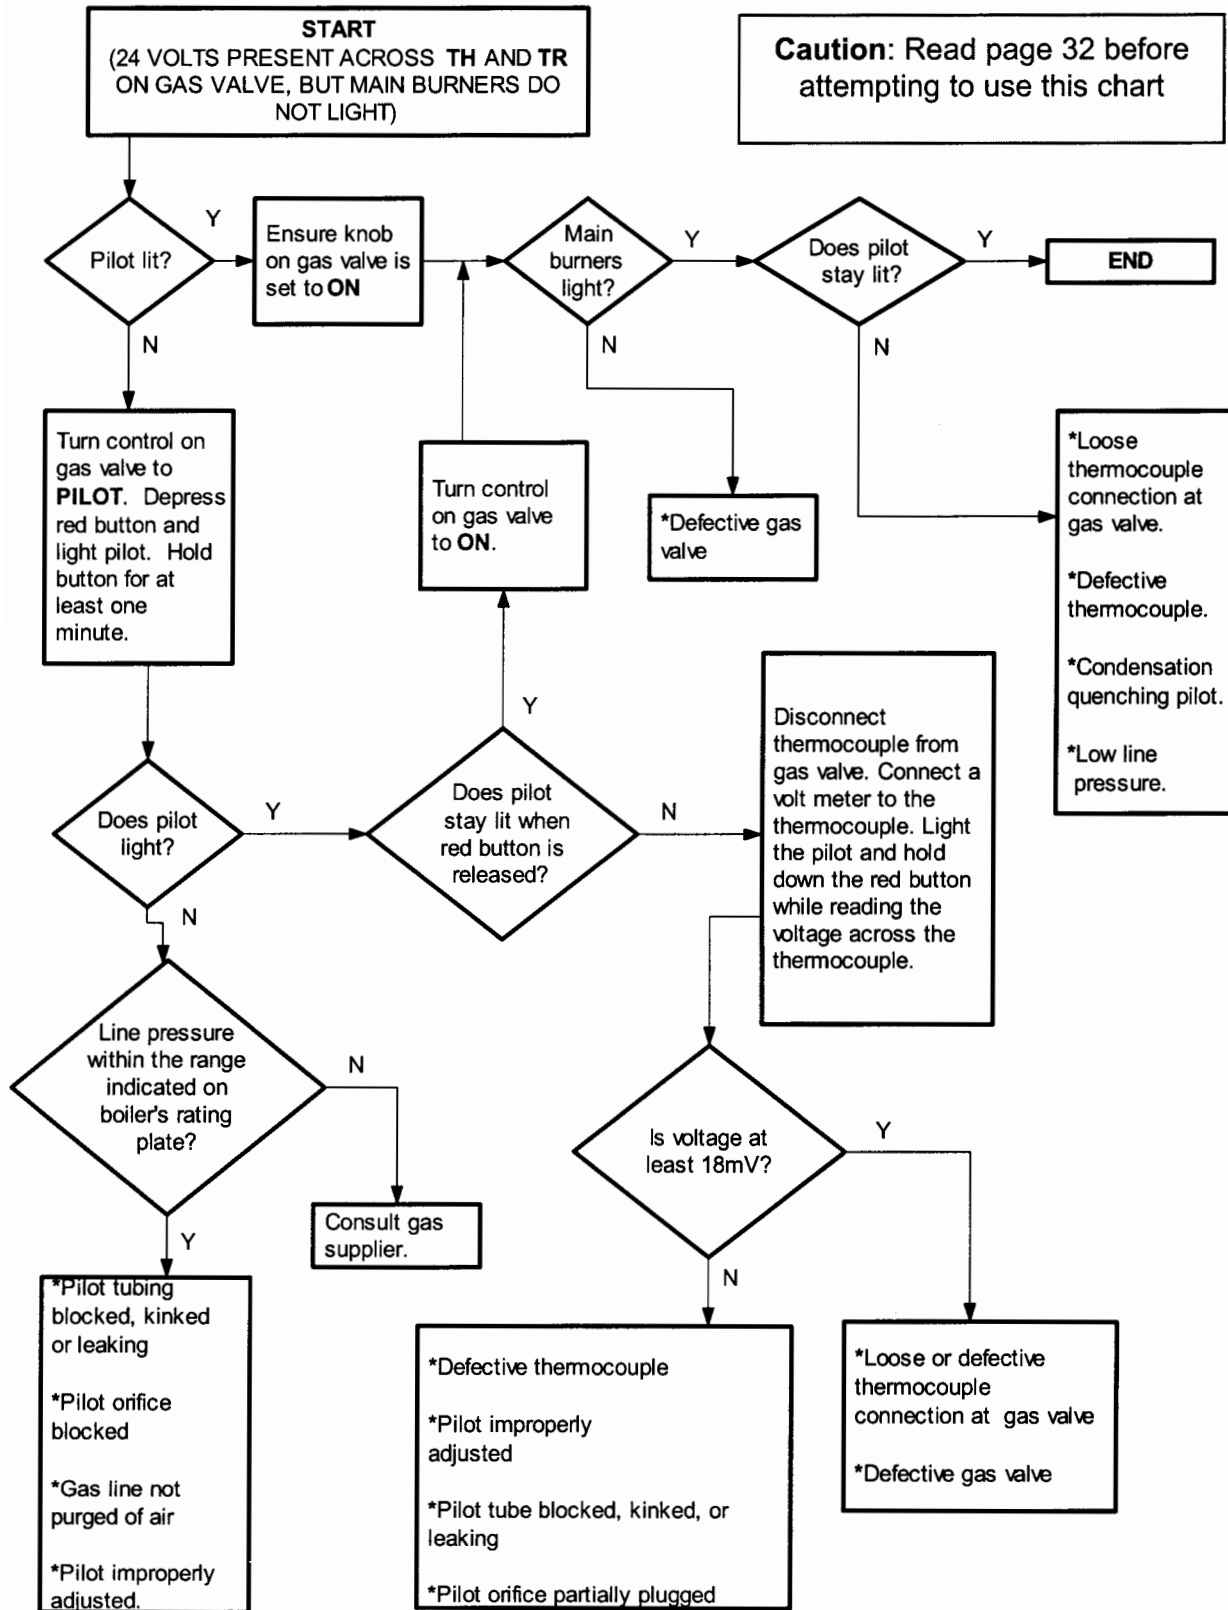 START
(24 VOLTS PRESENT ACROSS TH AND TR
ON GAS VALVE, BUT MAIN BURNERS DO
NOT LIGHT)
Caution: Read page 32 before
attempting to use this chart
Pilot lit?
Y
Ensure knob
on gas valve is
set to ON
Main
burners
light?
Y
Does pilot
stay lit?
Y
END
N
N
N
Turn control on
gas valve to
PILOT. Depress
red button and
light pilot. Hold
button for at
least one
minute.
Turn control
on gas valve
to ON.
*Defective gas
valve
*Loose
thermocouple
connection at
gas valve.
*Defective
thermocouple.
*Condensation
quenching pilot.
*Low line
pressure.
Does pilot
light?
Y
Does pilot
stay lit when
red button is
released?
Y
N
Disconnect
thermocouple from
gas valve. Connect a
volt meter to the
thermocouple. Light
the pilot and hold
down the red button
while reading the
voltage across the
thermocouple.
N
Line pressure
within the range
indicated on
boiler's rating
plate?
N
Consult gas
supplier.
Y
Is voltage at
least 18mV?
Y
N
*Pilot tubing
blocked, kinked
or leaking
*Pilot orifice
blocked
*Gas line not
purged of air
*Pilot improperly
adjusted.
*Defective thermocouple
*Pilot improperly
adjusted
*Pilot tube blocked, kinked, or
leaking
*Pilot orifice partially plugged
*Loose or defective
thermocouple
connection at gas valve
*Defective gas valve